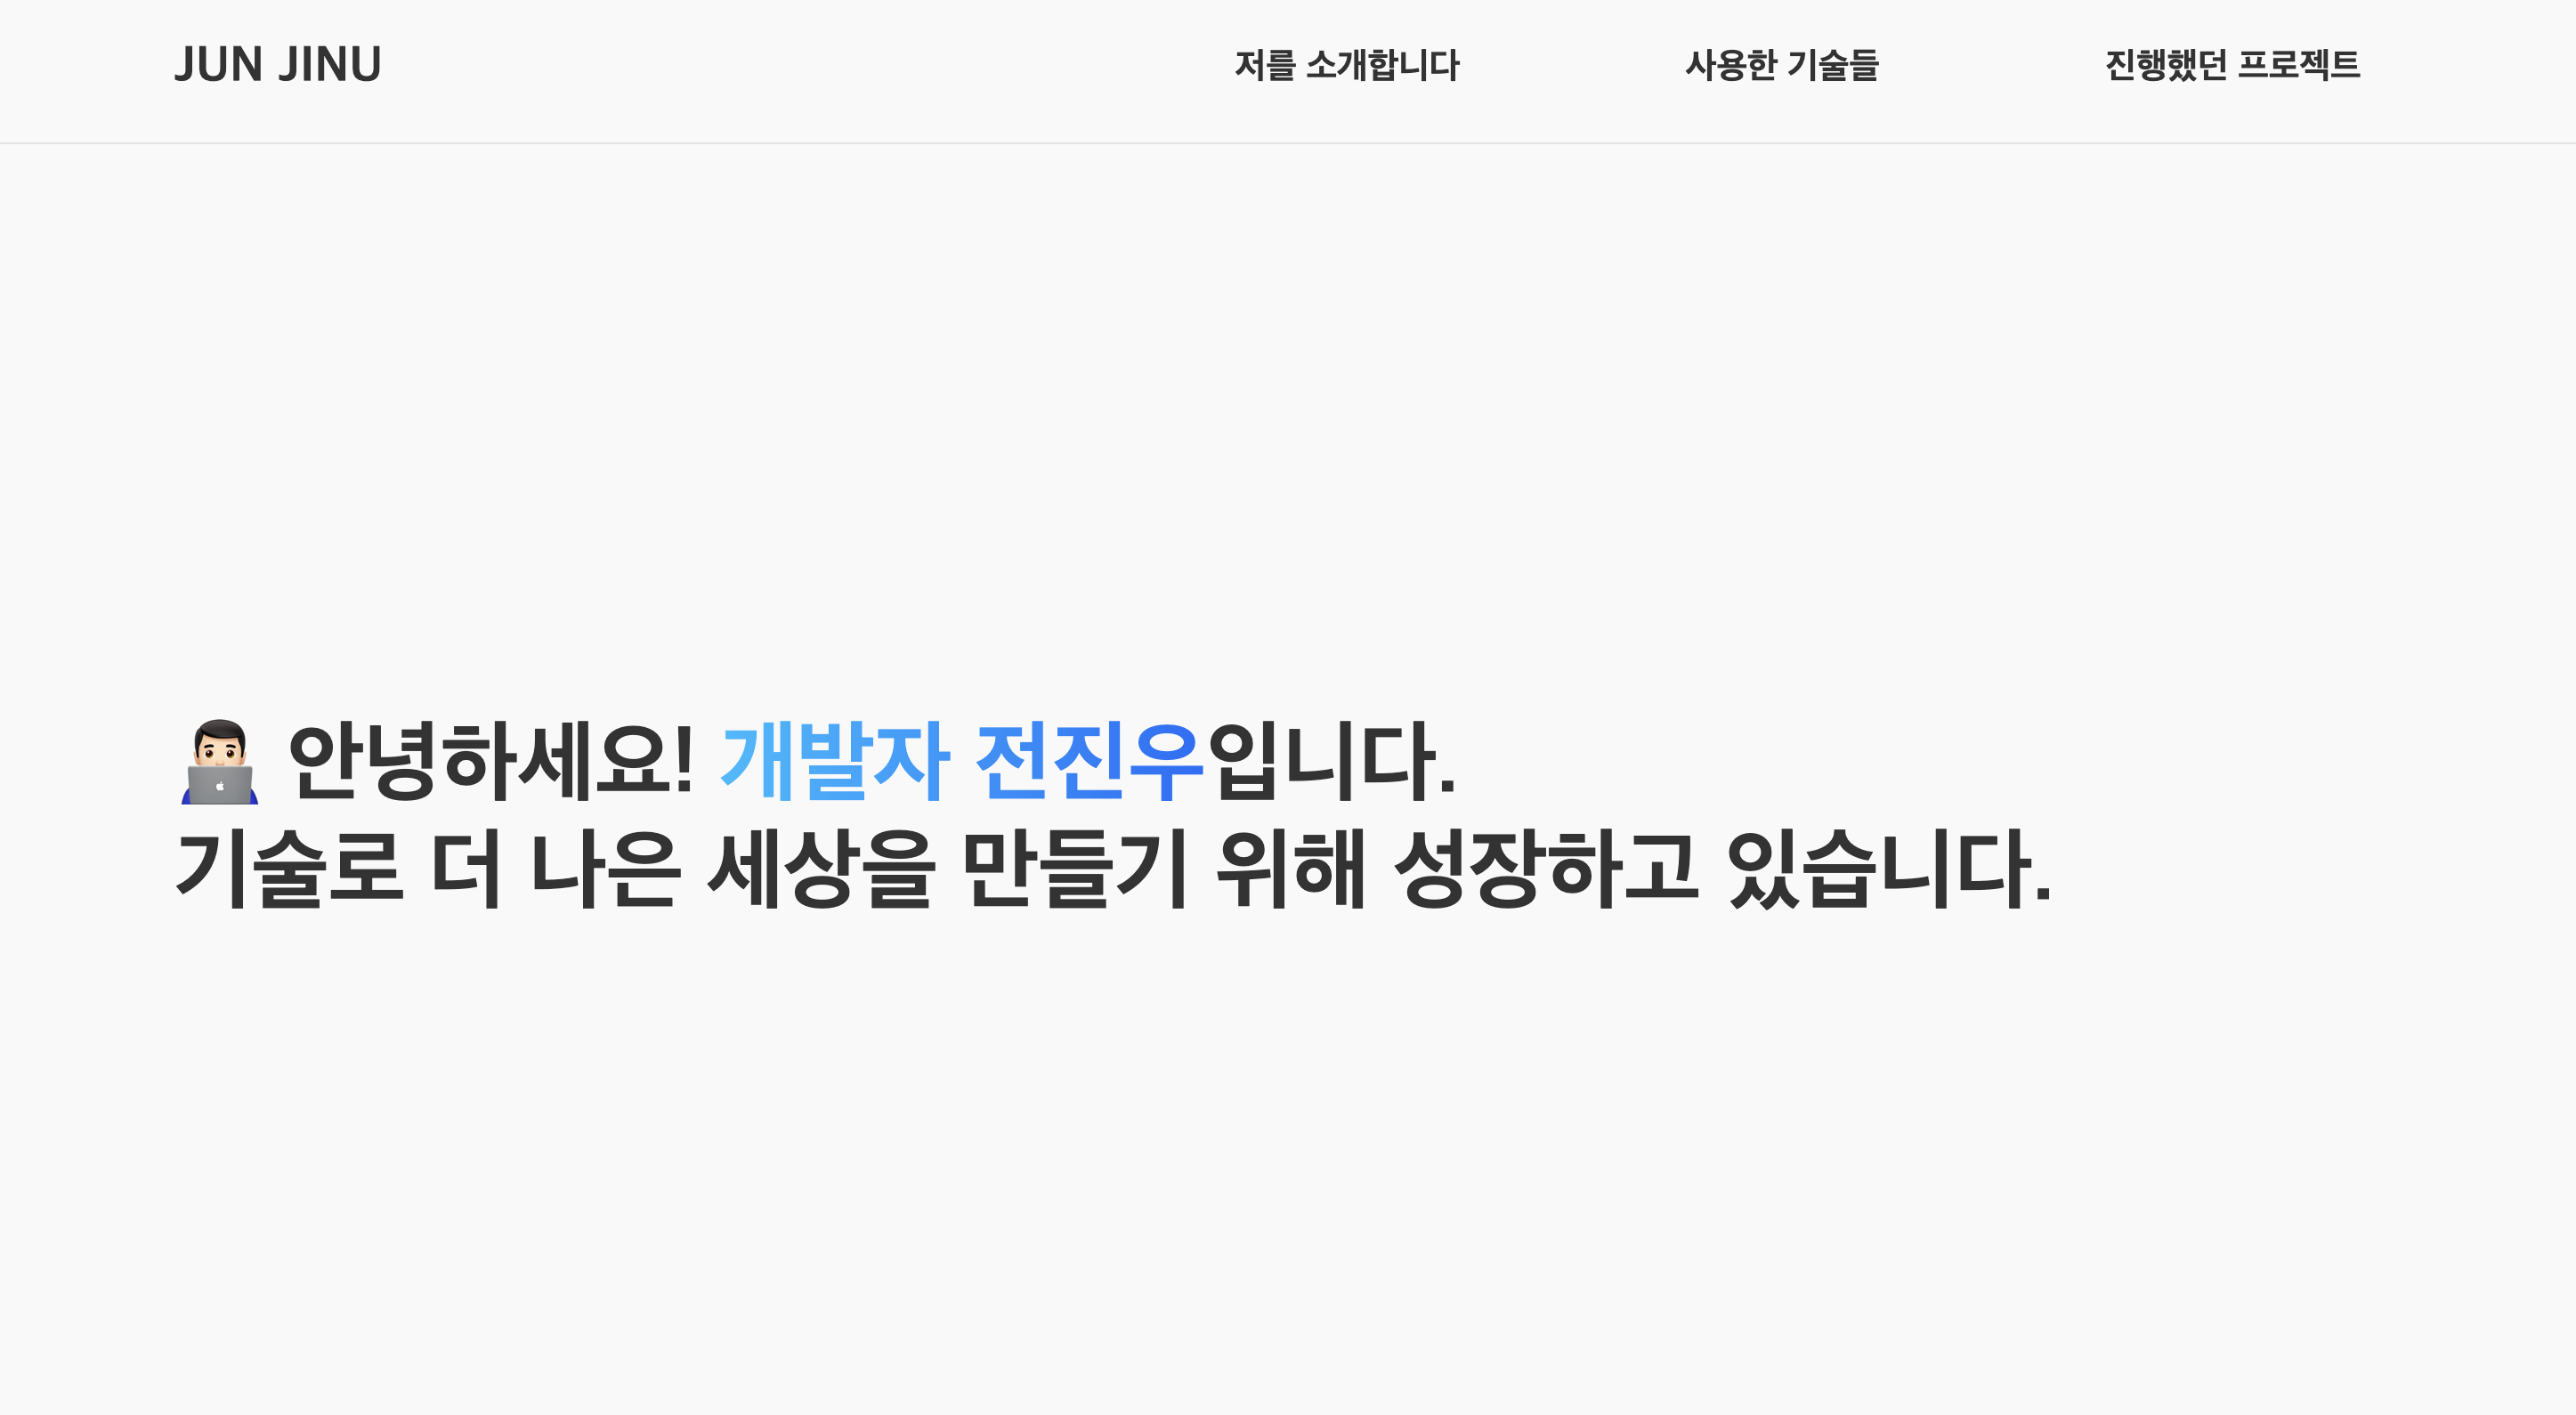 JUN JINU
저를 소개합니다
사용한 기술들
진행했던 프로젝트
안녕하세요! 개발자 전진우입니다.
기술로 더 나은 세상을 만들기 위해 성장하고 있습니다.